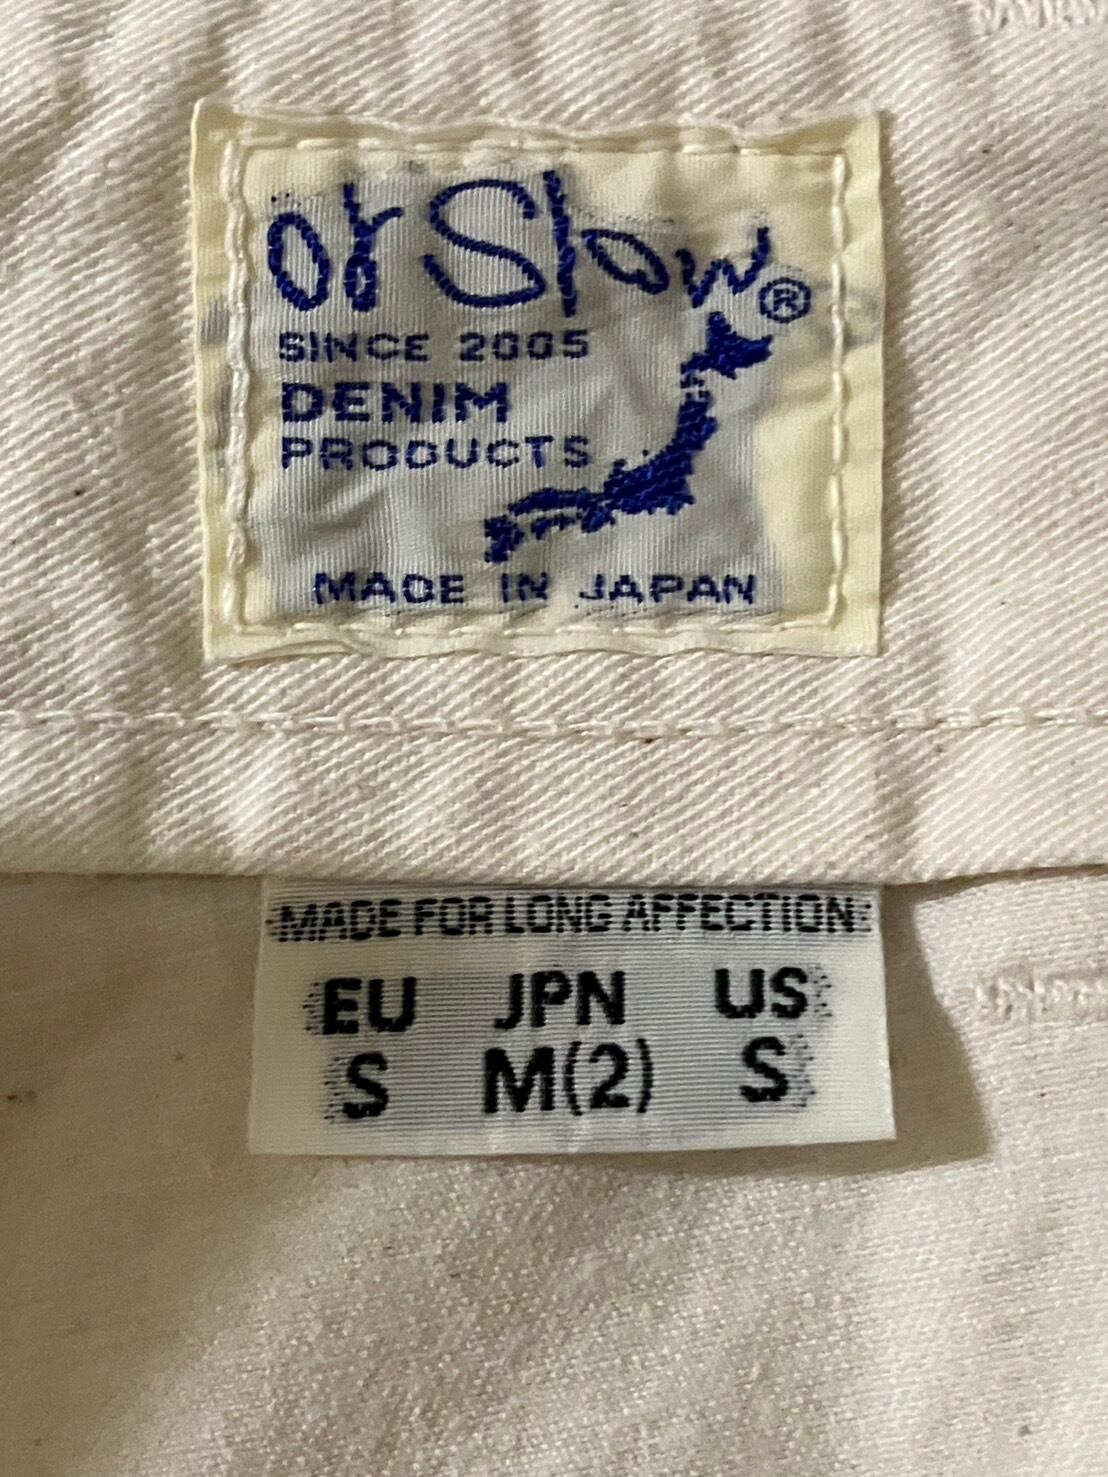 or Slow®
SINCE 2005
DENIM
PRODUCTS
MADE IN JAPAN
MADE FOR LONG AFFECTION
EU JPN US
S M(2) S